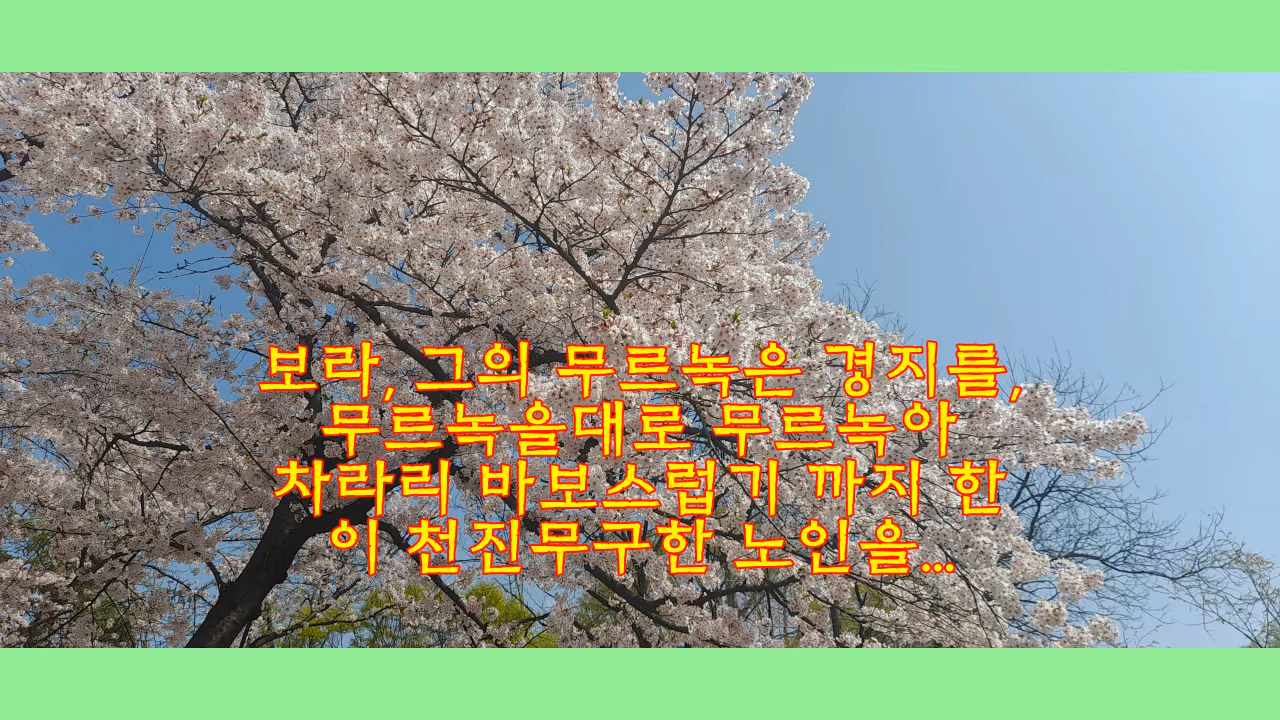 보라, 그의 무르녹은 경지를,
무르녹을대로 무르녹아
차라리 바보스럽기 까지 한
이 천진무구한 노인을...